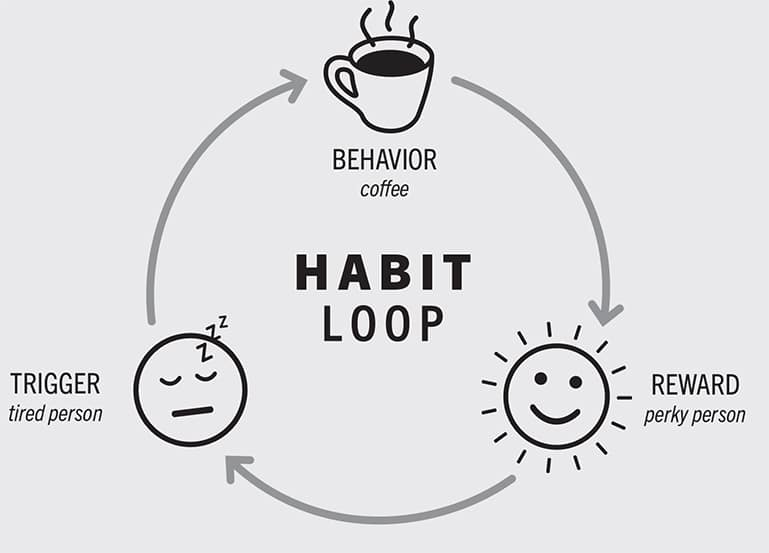 BEHAVIOR
coffee
HABIT
LOOP
z z z
TRIGGER
tired person
REWARD
perky person